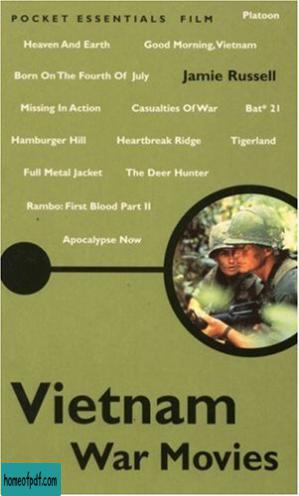 POCKET ESSENTIALS FILM
Platoon
Heaven And Earth
Good Morning, Vietnam
Born On The Fourth Of July
Jamie Russell
Missing In Action
Casualties Of War
Bat* 21
Hamburger Hill
Heartbreak Ridge
Tigerland
Full Metal Jacket
The Deer Hunter
Rambo: First Blood Part II
Apocalypse Now
Vietnam
War Movies
homeofpdf.com